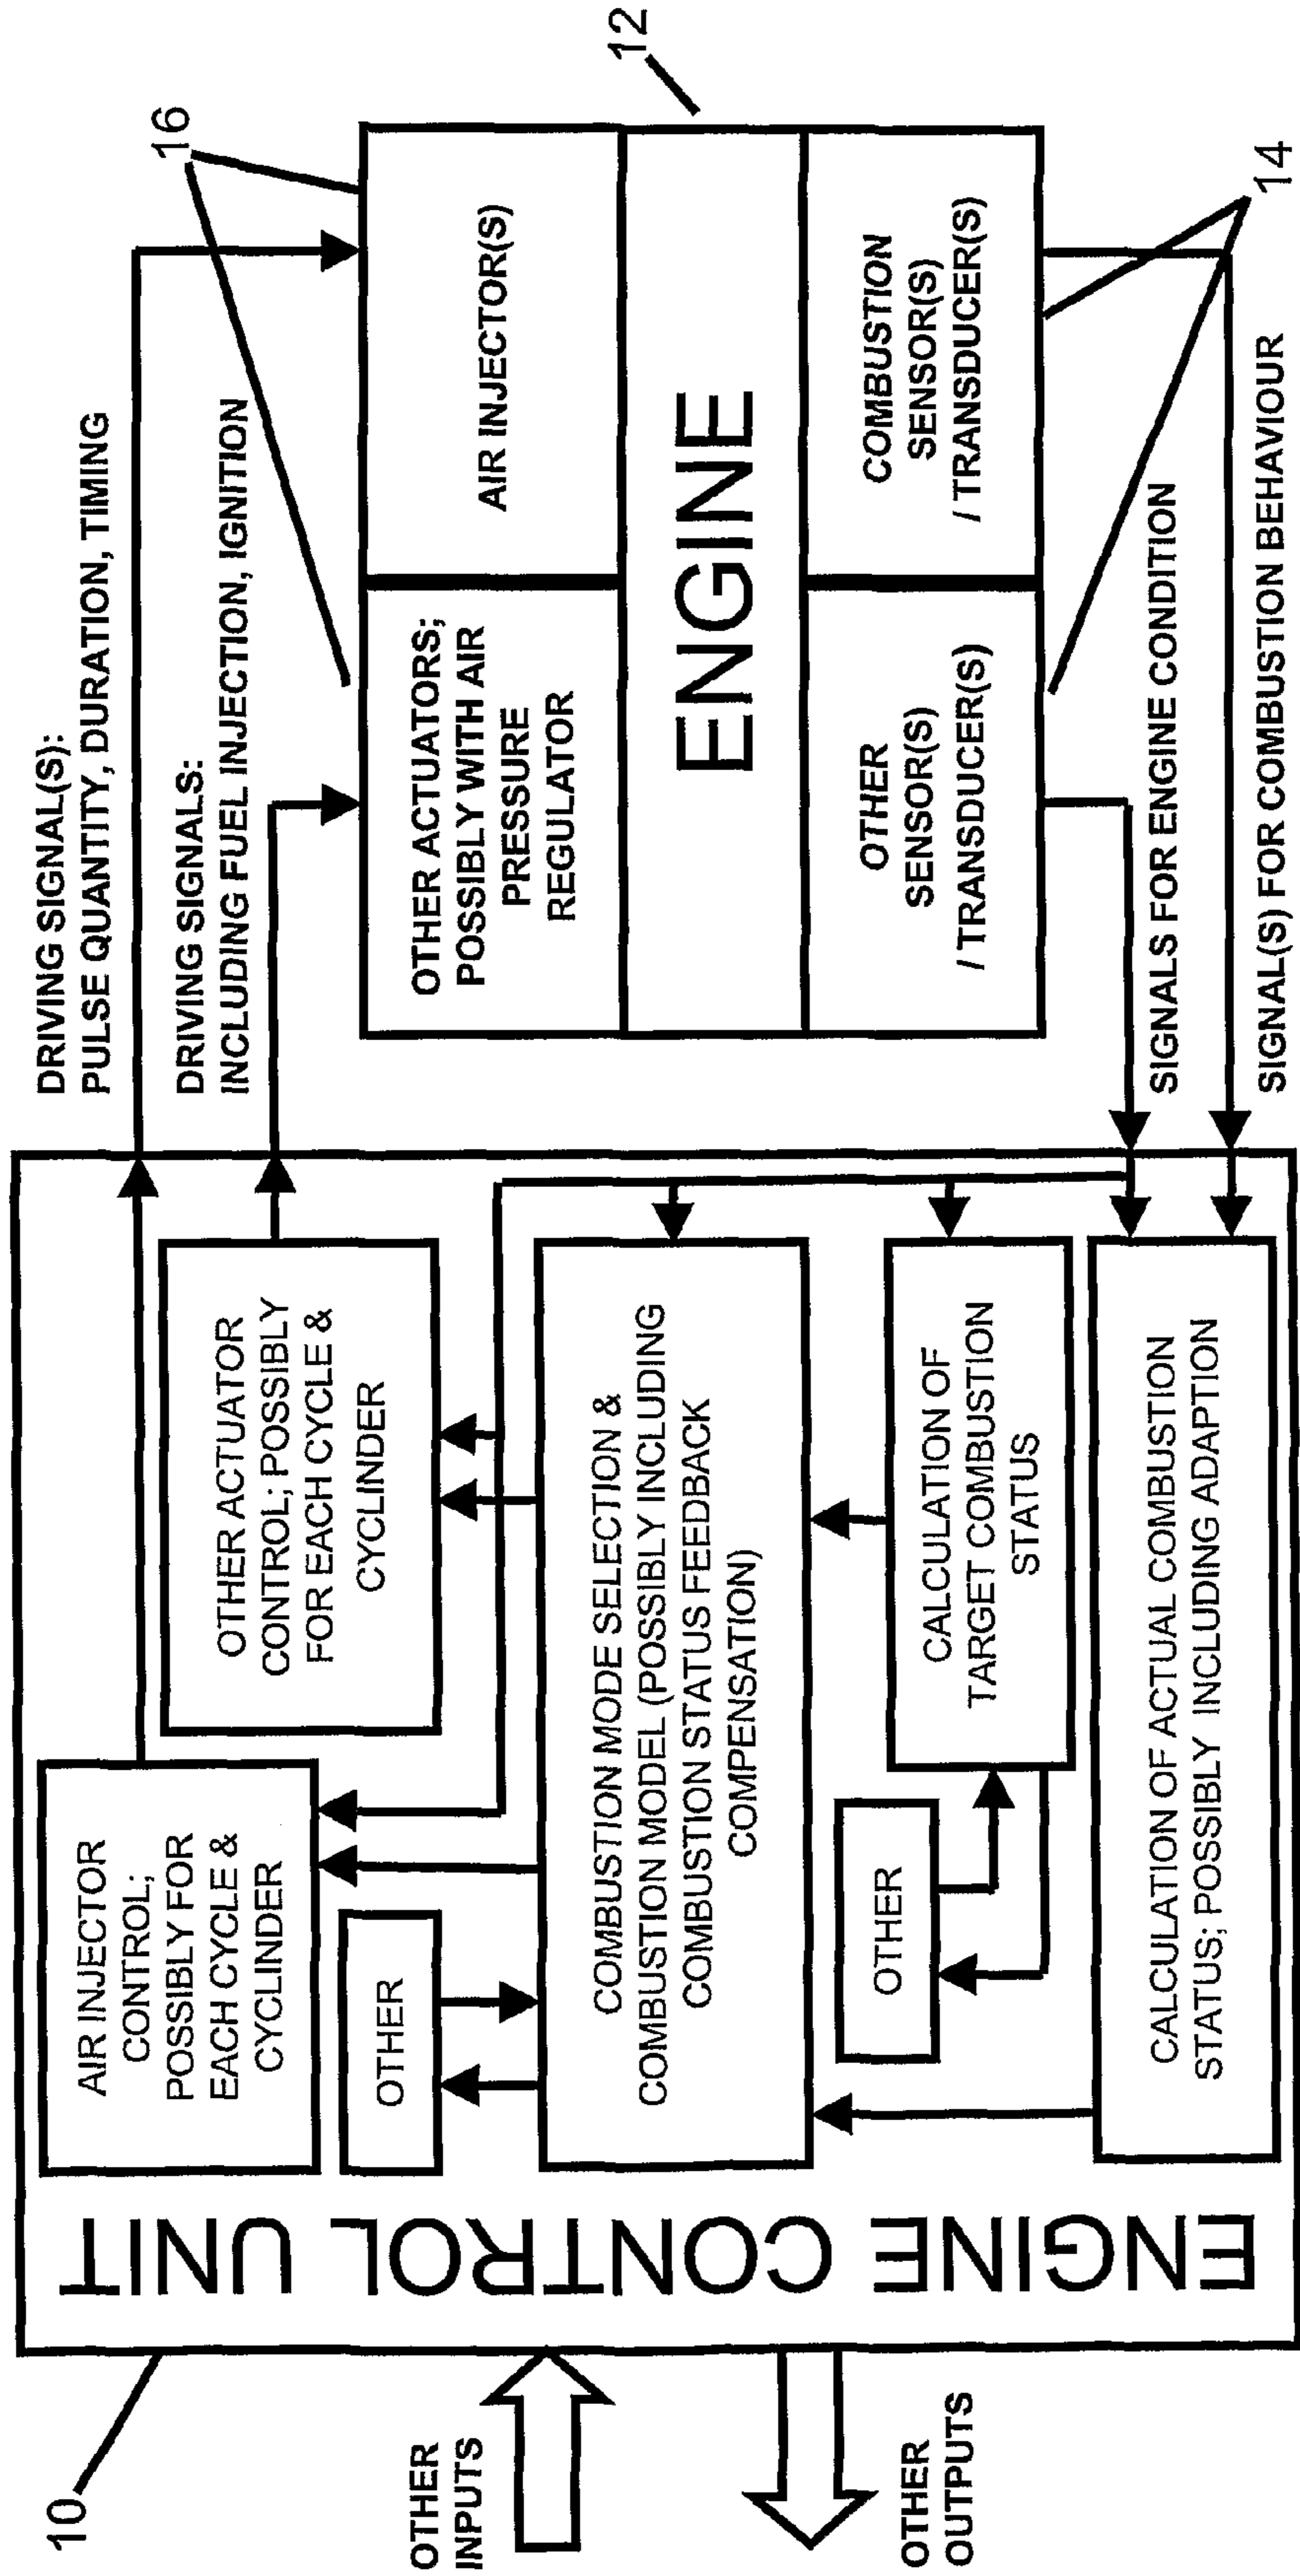 10
ENGINE CONTROL UNIT
OTHER
INPUTS
OTHER
OUTPUTS
AIR INJECTOR
CONTROL;
POSSIBLY FOR
EACH CYCLE &
CYCLINDER
OTHER ACTUATOR
CONTROL; POSSIBLY
FOR EACH CYCLE &
CYCLINDER
OTHER
COMBUSTION MODE SELECTION &
COMBUSTION MODEL (POSSIBLY INCLUDING
COMBUSTION STATUS FEEDBACK
COMPENSATION)
OTHER
CALCULATION OF
TARGET COMBUSTION
STATUS
CALCULATION OF ACTUAL COMBUSTION
STATUS; POSSIBLY INCLUDING ADAPTION
DRIVING SIGNAL(S):
PULSE QUANTITY, DURATION, TIMING
DRIVING SIGNALS:
INCLUDING FUEL INJECTION, IGNITION
16
12
OTHER ACTUATORS;
POSSIBLY WITH AIR
PRESSURE
REGULATOR
AIR INJECTOR(S)
ENGINE
OTHER
SENSOR(S)
/ TRANSDUCER(S)
COMBUSTION
SENSOR(S)
/ TRANSDUCER(S)
14
SIGNALS FOR ENGINE CONDITION
SIGNAL(S) FOR COMBUSTION BEHAVIOUR